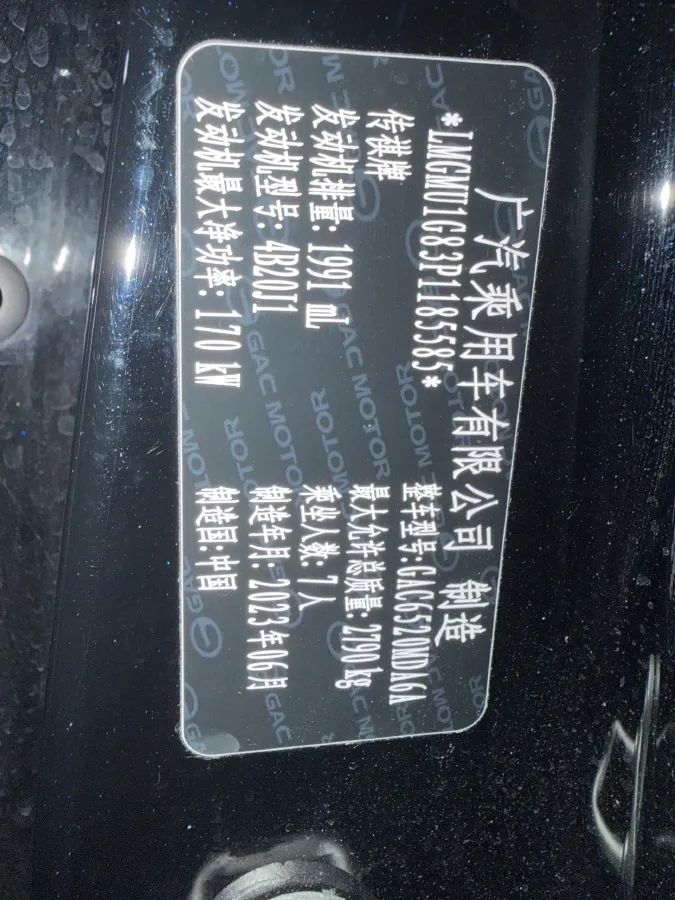 广汽乘用车有限公司 制造
*LMGMU1G83P1185585*
传祺牌 整车型号:GAC6520MDA6A
发动机排量: 1991 mL 最大允许总质量: 2790 kg
发动机型号: 4B20J1 乘坐人数: 7人
发动机最大净功率: 170 kW 制造年月: 2023年06月
制造国:中国
GAC MOTOR